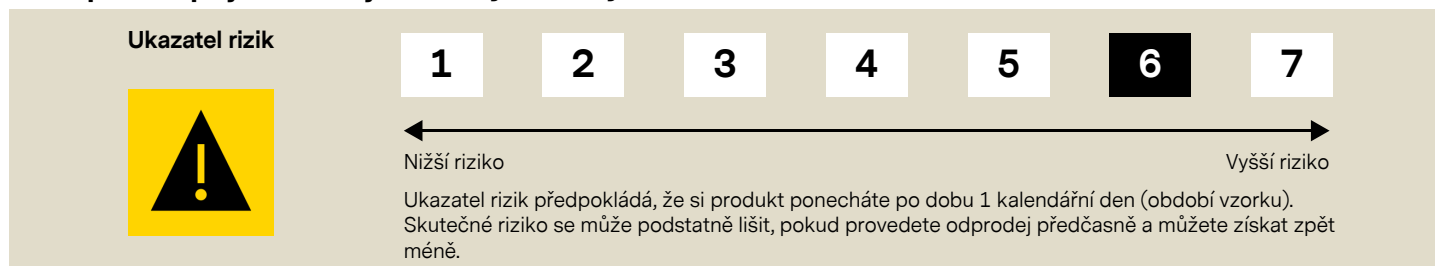 Ukazatel rizik
1 2 3 4 5 6 7
Nižší riziko Vyšší riziko
Ukazatel rizik předpokládá, že si produkt ponecháte po dobu 1 kalendářní den (období vzorku).
Skutečné riziko se může podstatně lišit, pokud provedete odprodej předčasně a můžete získat zpět
méně.